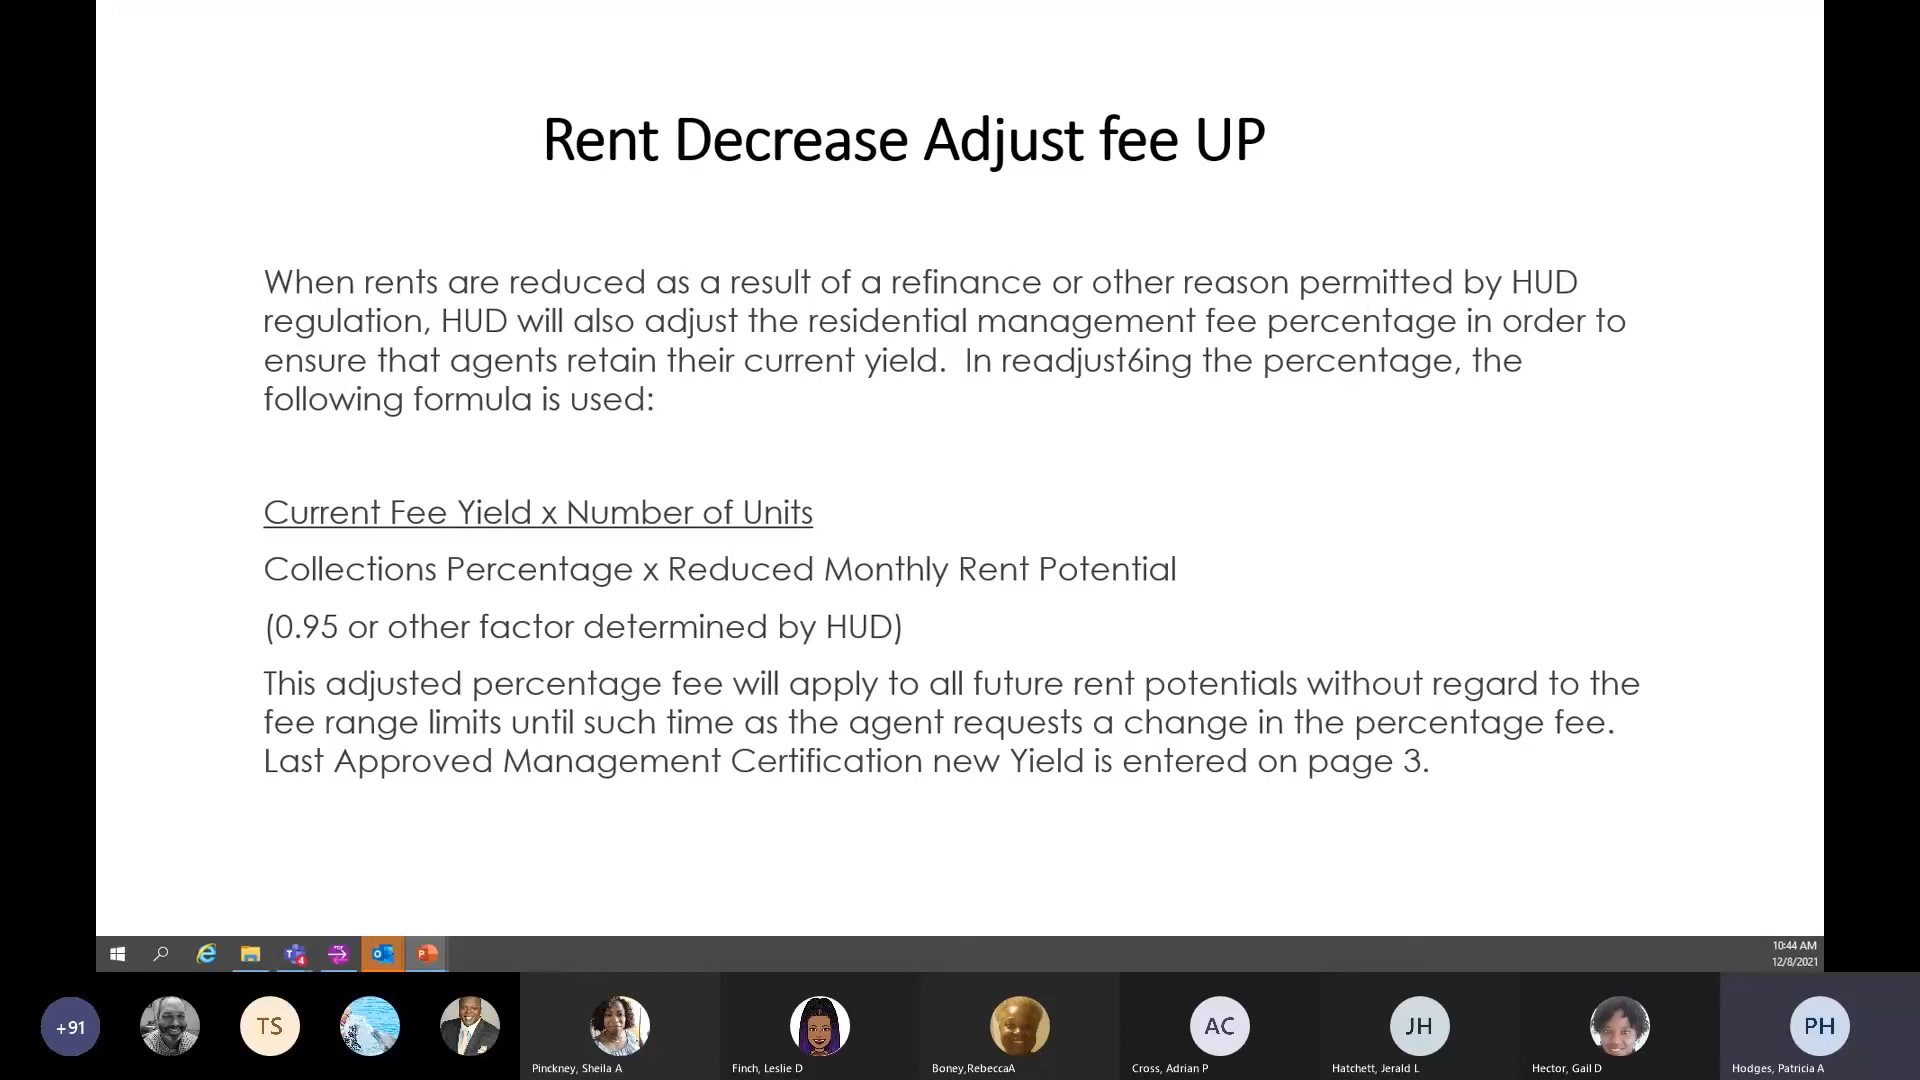 Rent Decrease Adjust fee UP
When rents are reduced as a result of a refinance or other reason permitted by HUD
regulation, HUD will also adjust the residential management fee percentage in order to
ensure that agents retain their current yield.  In readjust6ing the percentage, the
following formula is used:
Current Fee Yield x Number of Units
Collections Percentage x Reduced Monthly Rent Potential
(0.95 or other factor determined by HUD)
This adjusted percentage fee will apply to all future rent potentials without regard to the
fee range limits until such time as the agent requests a change in the percentage fee.
Last Approved Management Certification new Yield is entered on page 3.
10:44 AM
12/8/2021
+91
TS
AC
JH
PH
Pinckney, Sheila A
Finch, Leslie D
Boney,RebeccaA
Cross, Adrian P
Hatchett, Jerald L
Hector, Gail D
Hodges, Patricia A